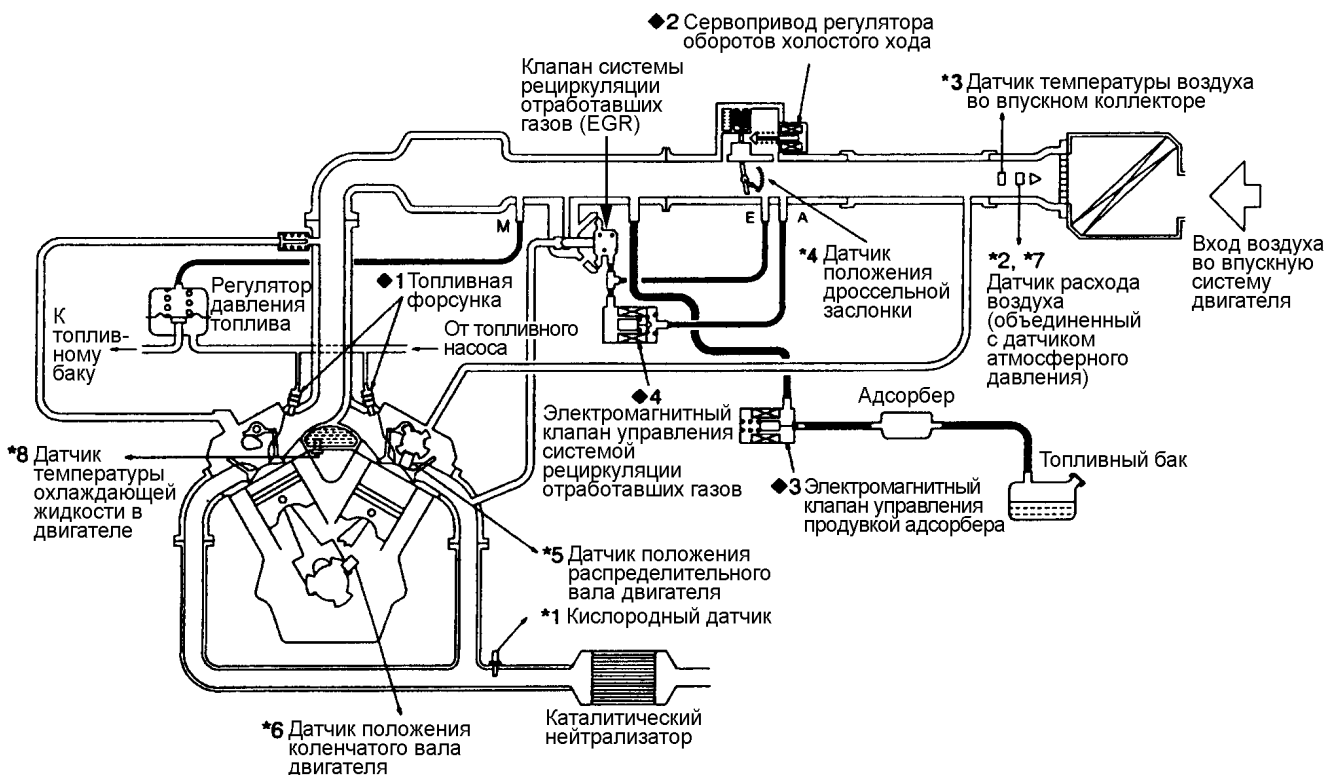 ◆2 Сервопривод регулятора
оборотов холостого хода
Клапан системы
рециркуляции
отработавших
газов (EGR)
*3 Датчик температуры воздуха
во впускном коллекторе
Вход воздуха
во впускную
систему
двигателя
M
E
A
*4 Датчик
положения
дроссельной
заслонки
*2, *7
Датчик расхода
воздуха
(объединенный
с датчиком
атмосферного
давления)
Регулятор
давления
топлива
◆1 Топливная
форсунка
К
топлив-
ному
баку
От топливного
насоса
◆4
Электромагнитный
клапан управления
системой
рециркуляции
отработавших газов
Адсорбер
Топливный бак
◆3 Электромагнитный
клапан управления
продувкой адсорбера
*8 Датчик
температуры
охлаждающей
жидкости в
двигателе
*5 Датчик положения
распределительного
вала двигателя
*1 Кислородный датчик
*6 Датчик положения
коленчатого вала
двигателя
Каталитический
нейтрализатор